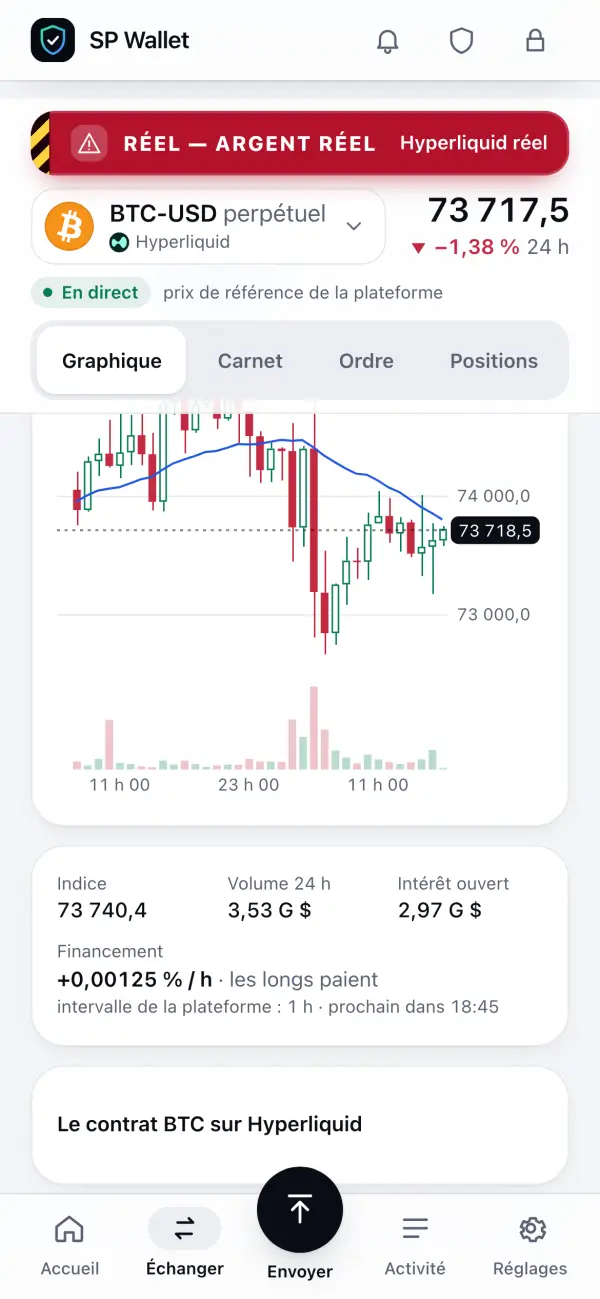 SP Wallet
RÉEL — ARGENT RÉEL Hyperliquid réel
BTC-USD perpétuel
Hyperliquid
73 717,5
−1,38 % 24 h
En direct prix de référence de la plateforme
Graphique Carnet Ordre Positions
74 000,0
73 718,5
73 000,0
11 h 00 23 h 00 11 h 00
Indice Volume 24 h Intérêt ouvert
73 740,4 3,53 G $ 2,97 G $
Financement
+0,00125 % / h · les longs paient
intervalle de la plateforme : 1 h · prochain dans 18:45
Le contrat BTC sur Hyperliquid
Accueil Échanger Envoyer Activité Réglages